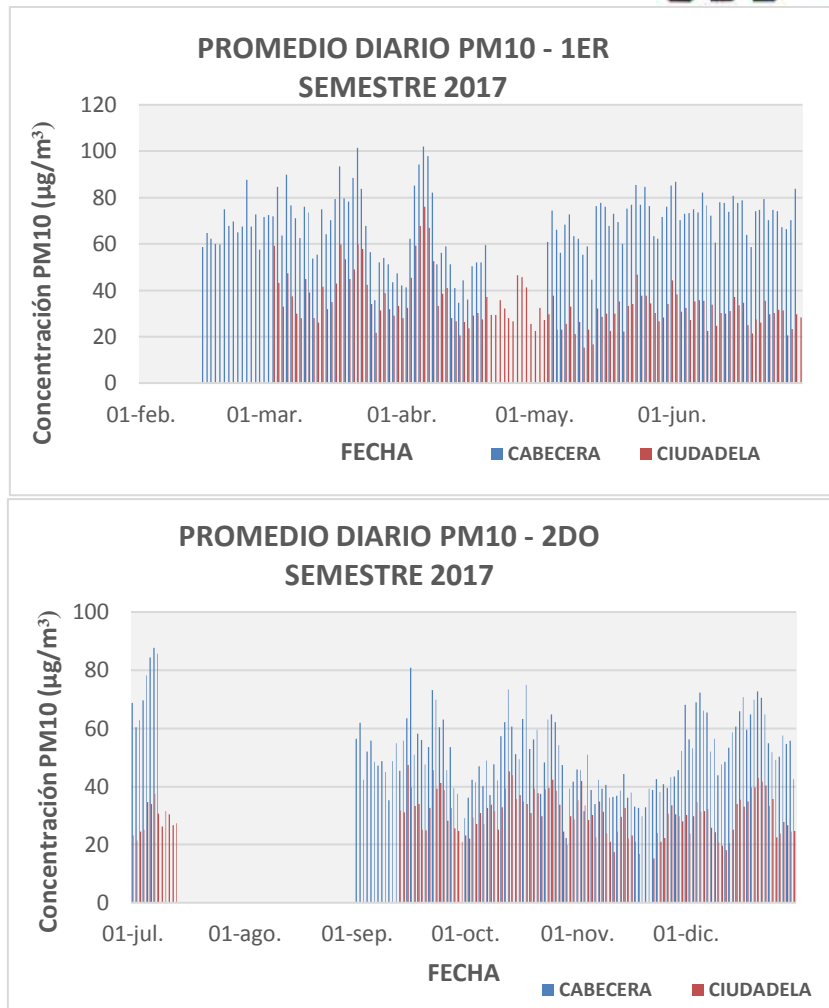 PROMEDIO DIARIO PM10 - 1ER
SEMESTRE 2017
Concentración PM10 (µg/m³)
120
100
80
60
40
20
0
01-feb. 01-mar. 01-abr. 01-may. 01-jun.
FECHA
CABECERA CIUDADELA
PROMEDIO DIARIO PM10 - 2DO
SEMESTRE 2017
Concentración PM10 (µg/m³)
100
80
60
40
20
0
01-jul. 01-ago. 01-sep. 01-oct. 01-nov. 01-dic.
FECHA
CABECERA CIUDADELA